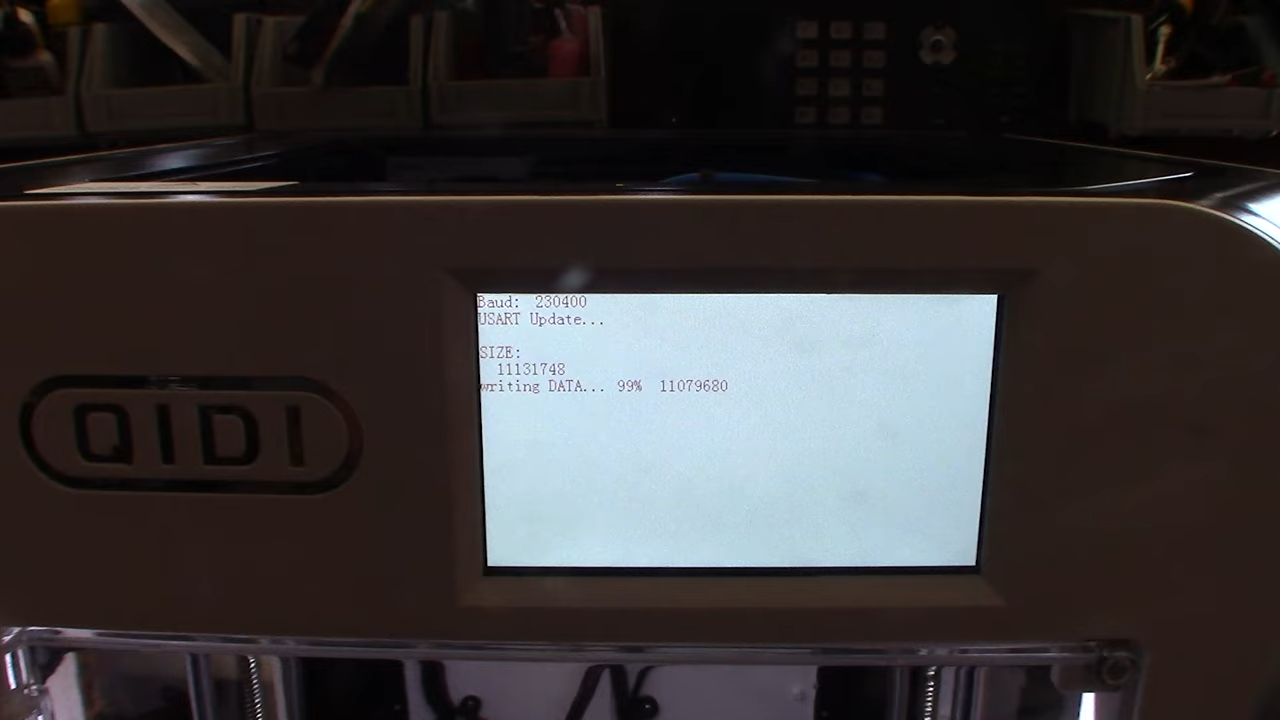 Baud: 230400
USART Update...
SIZE:
11131748
writing DATA... 99% 11079680
QIDI